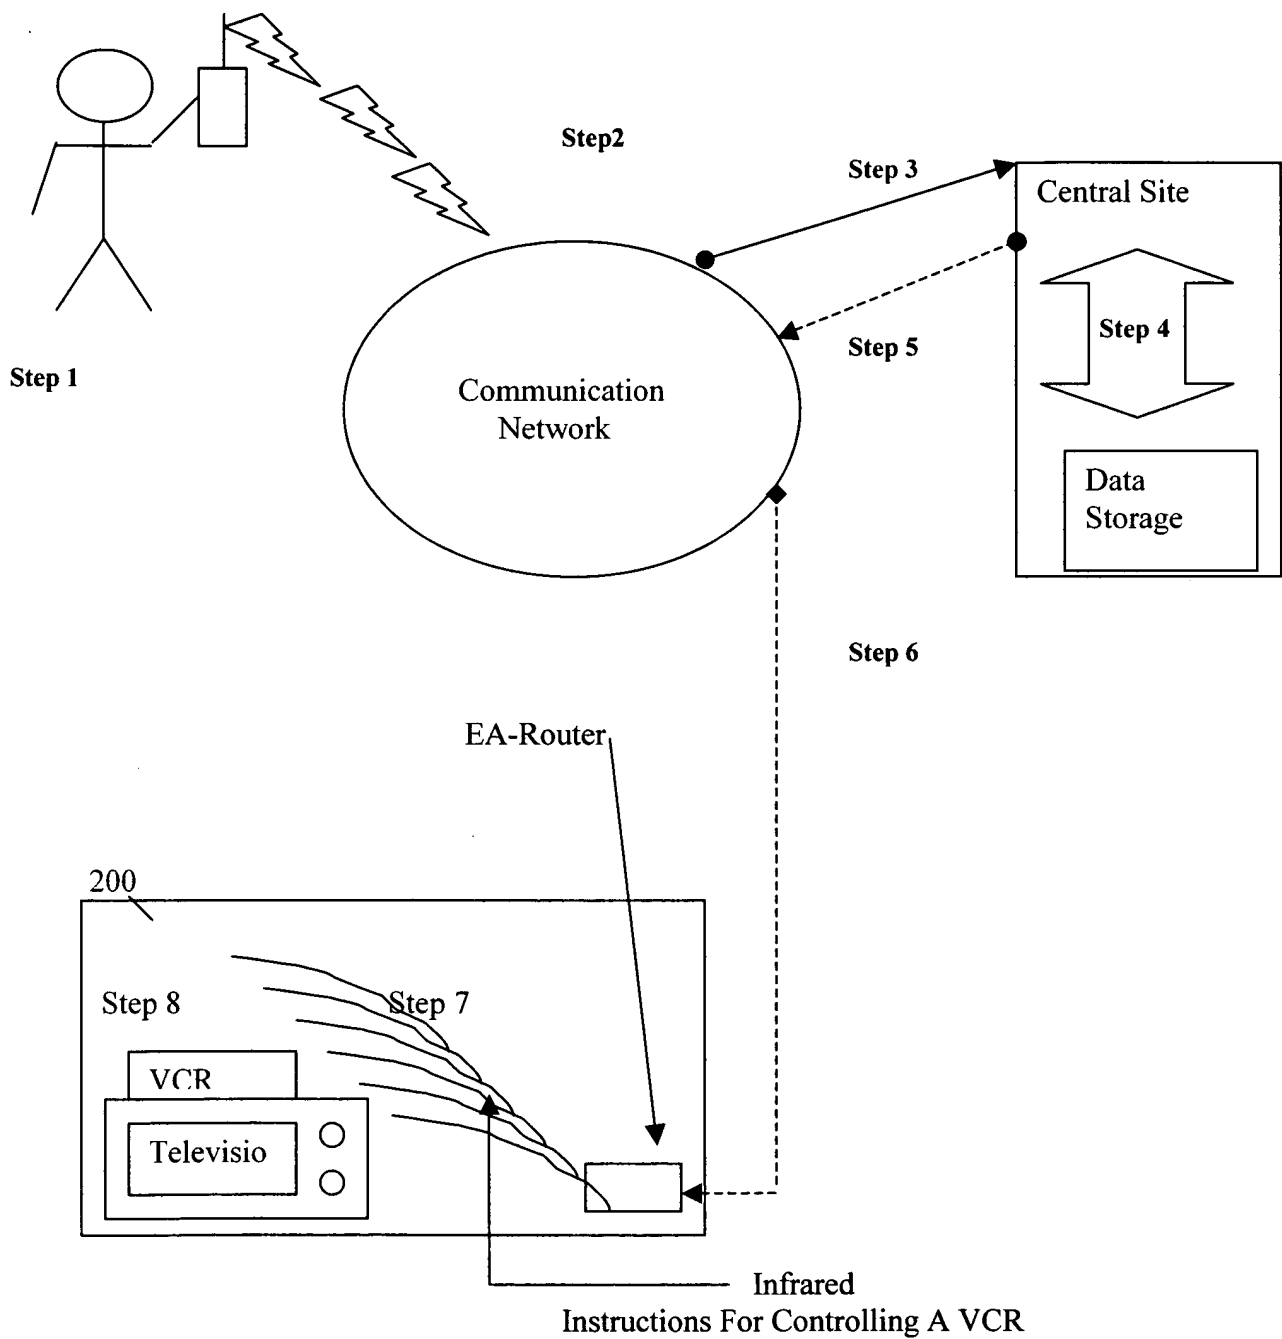 Step2
Step 3
Central Site
Step 4
Step 5
Step 1
Communication
Network
Data
Storage
Step 6
EA-Router
200
Step 8
Step 7
VCR
Televisio
Infrared
Instructions For Controlling A VCR